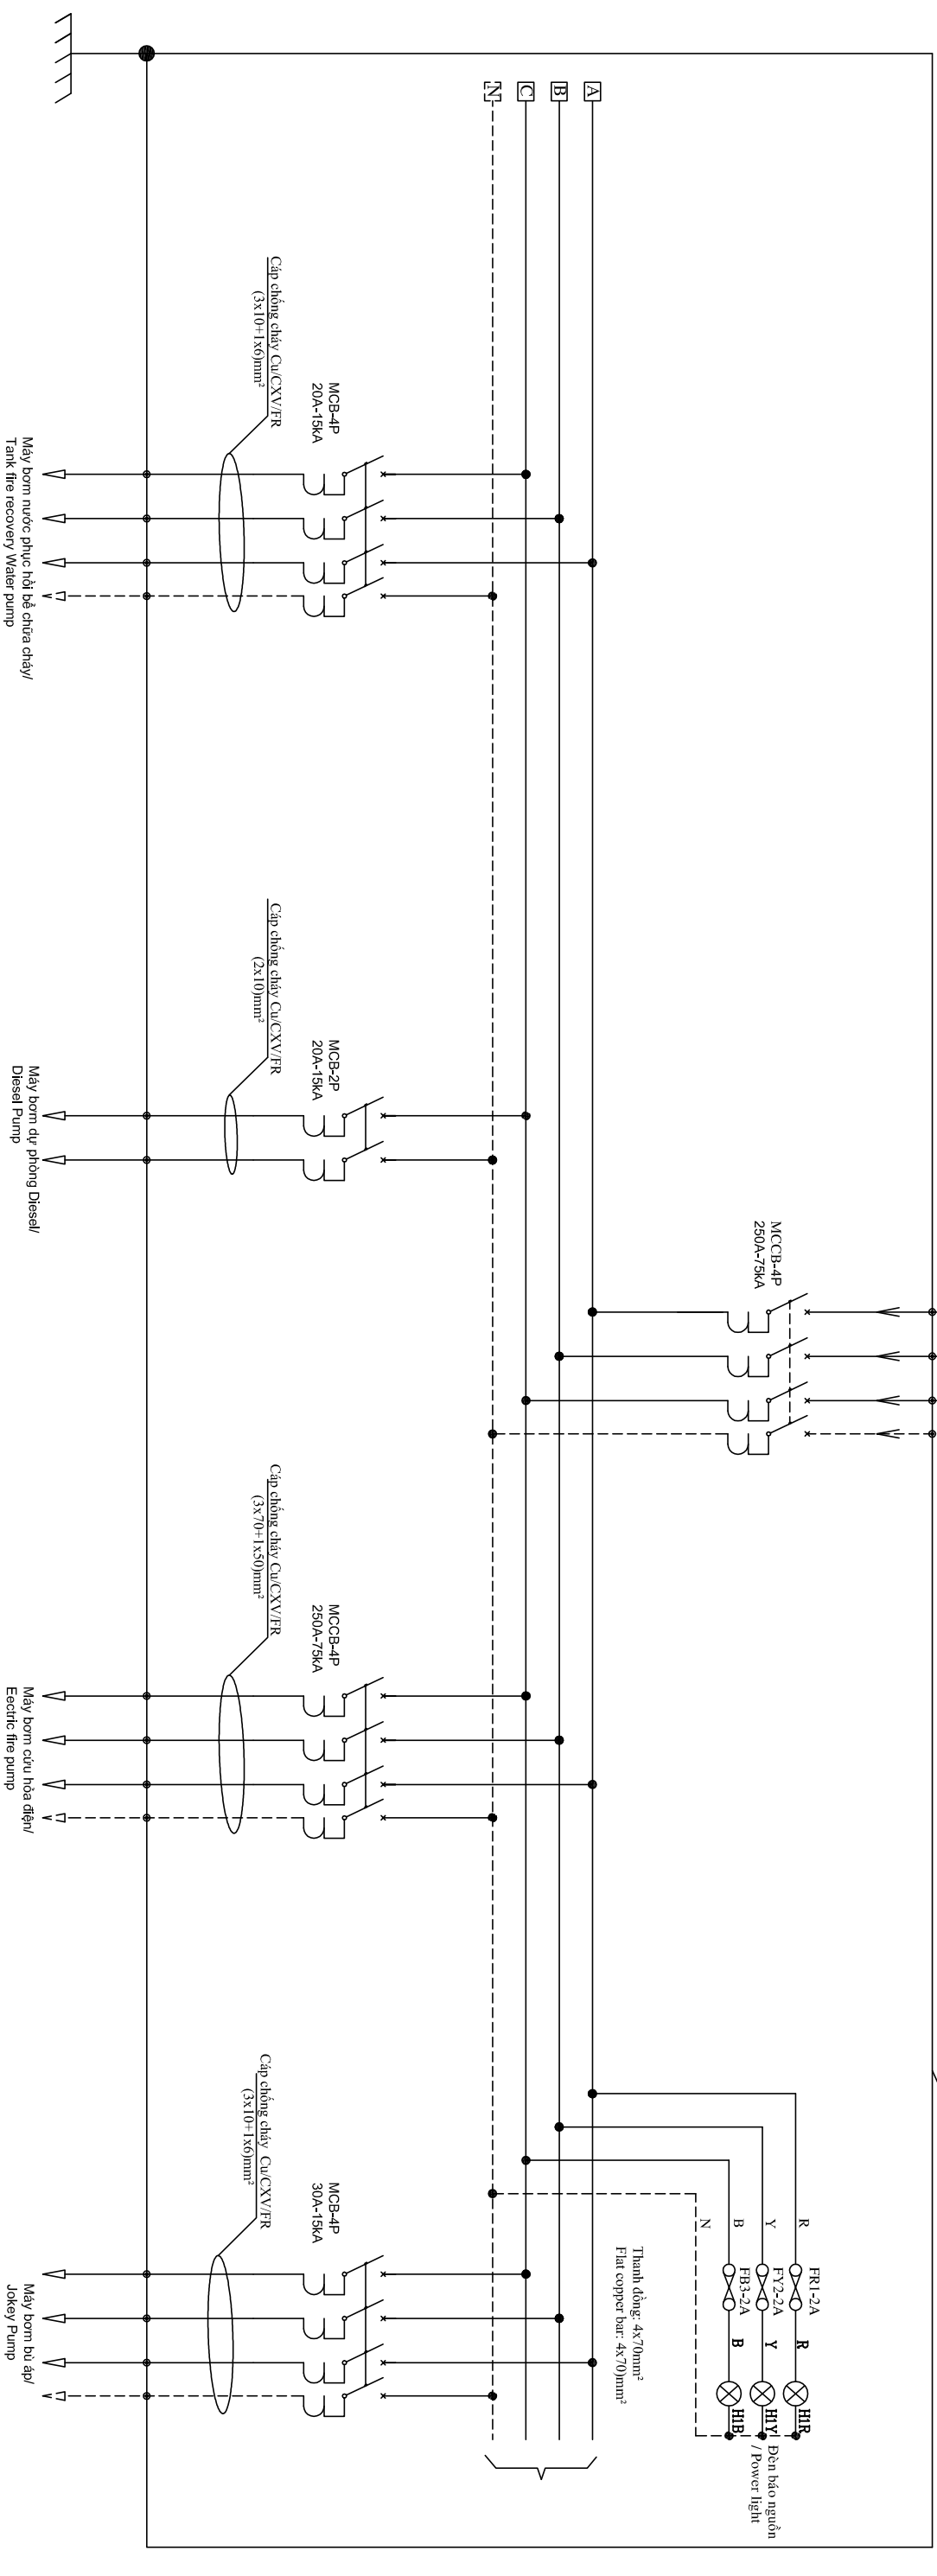 A
B
C
N
MCCB-4P
250A-75kA
R
Y
B
N
FR1-2A
FY2-2A
FB3-2A
R
Y
B
H1R
H1Y
H1B
Đèn báo nguồn
/ Power light
Thanh đồng: 4x70mm²
Flat copper bar: 4x70)mm²
MCB-4P
20A-15kA
Cáp chống cháy Cu/CXV/FR
(3x10+1x6)mm²
Máy bơm nước phục hồi bể chữa cháy/
Tank fire recovery Water pump
MCB-2P
20A-15kA
Cáp chống cháy Cu/CXV/FR
(2x10)mm²
Máy bơm dự phòng Diesel/
Diesel Pump
MCCB-4P
250A-75kA
Cáp chống cháy Cu/CXV/FR
(3x70+1x50)mm²
Máy bơm cứu hỏa điện/
Eectric fire pump
MCB-4P
30A-15kA
Cáp chống cháy Cu/CXV/FR
(3x10+1x6)mm²
Máy bơm bù áp/
Jokey Pump